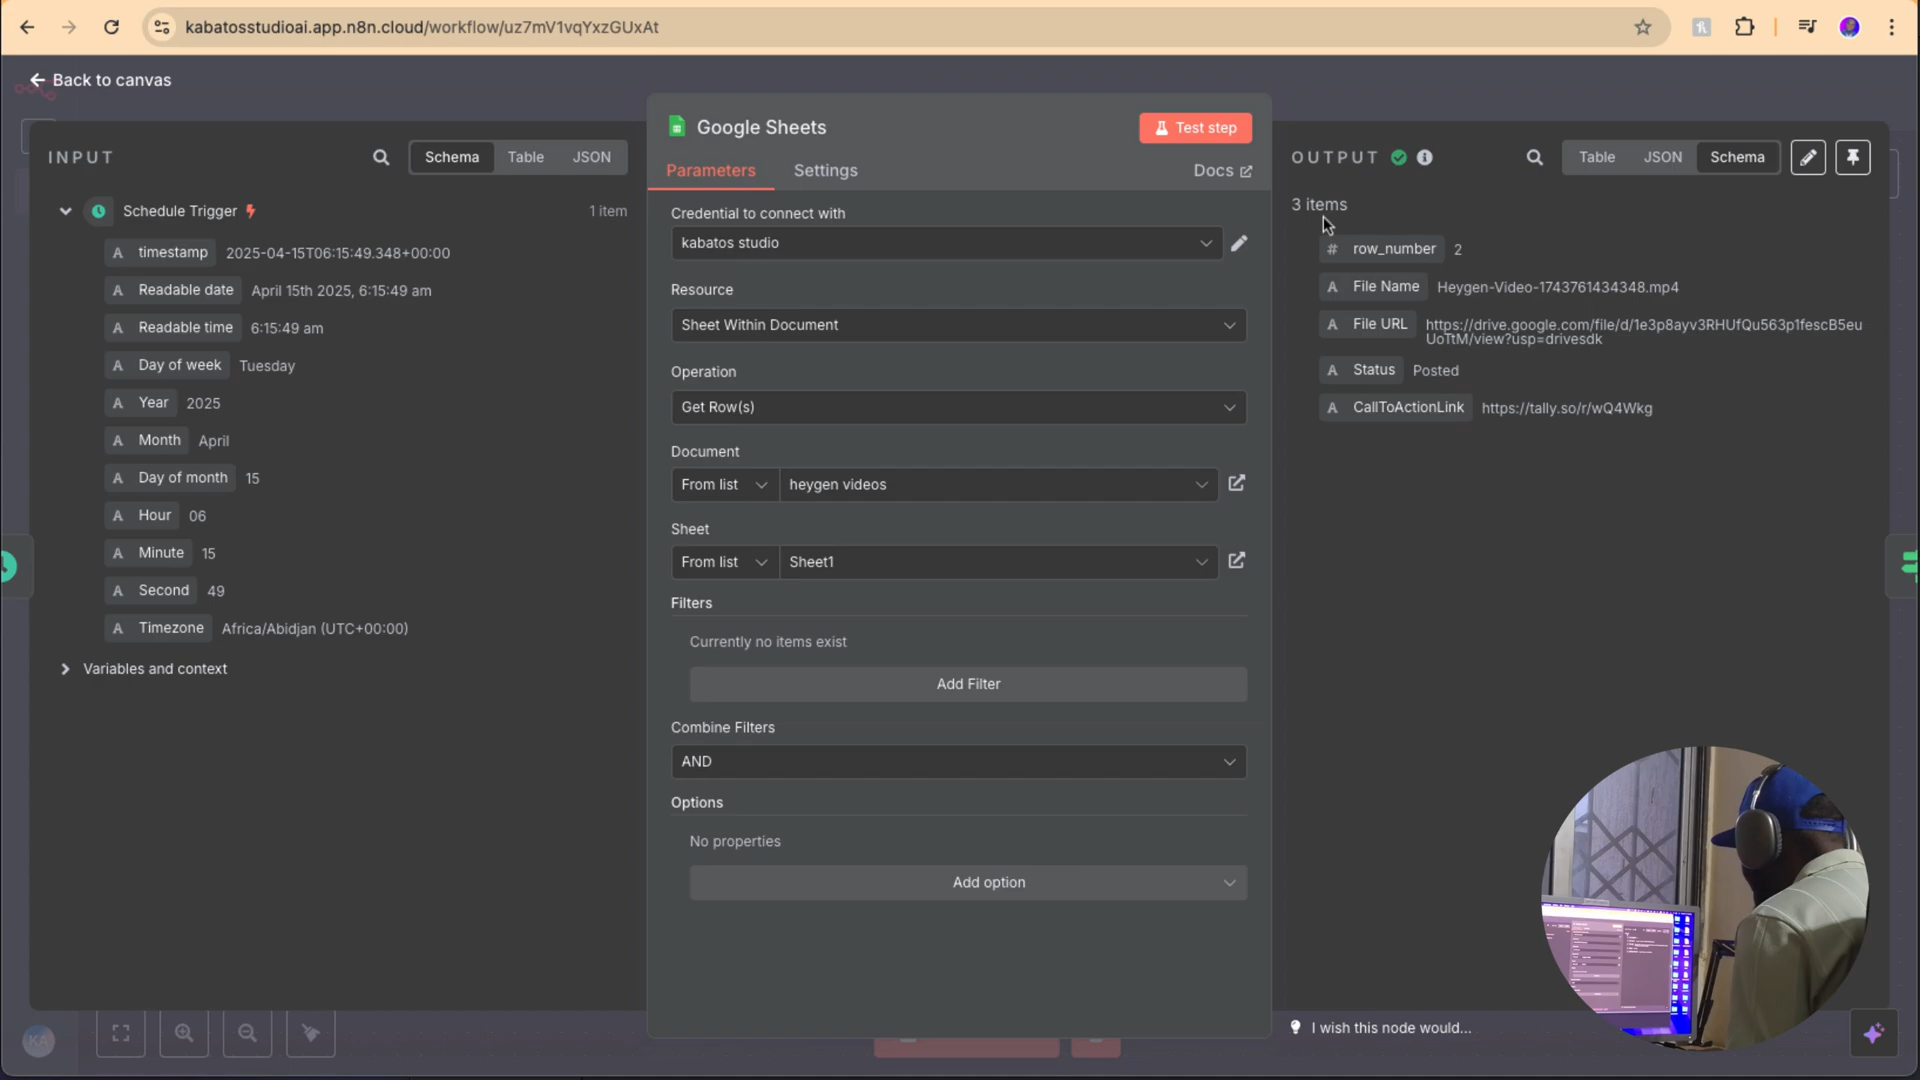 kabatosstudioai.app.n8n.cloud/workflow/uz7mV1vqYxzGUxAt
Back to canvas
INPUT
Schema Table JSON
Schedule Trigger 1 item
A timestamp 2025-04-15T06:15:49.348+00:00
A Readable date April 15th 2025, 6:15:49 am
A Readable time 6:15:49 am
A Day of week Tuesday
A Year 2025
A Month April
A Day of month 15
A Hour 06
A Minute 15
A Second 49
A Timezone Africa/Abidjan (UTC+00:00)
Variables and context
KA
Google Sheets Test step
Parameters Settings Docs
Credential to connect with
kabatos studio
Resource
Sheet Within Document
Operation
Get Row(s)
Document
From list heygen videos
Sheet
From list Sheet1
Filters
Currently no items exist
Add Filter
Combine Filters
AND
Options
No properties
Add option
OUTPUT
Table JSON Schema
3 items
# row_number 2
A File Name Heygen-Video-1743761434348.mp4
A File URL https://drive.google.com/file/d/1e3p8ayv3RHUfQu563p1fescB5eu
UoTtM/view?usp=drivesdk
A Status Posted
A CallToActionLink https://tally.so/r/wQ4Wkg
I wish this node would...